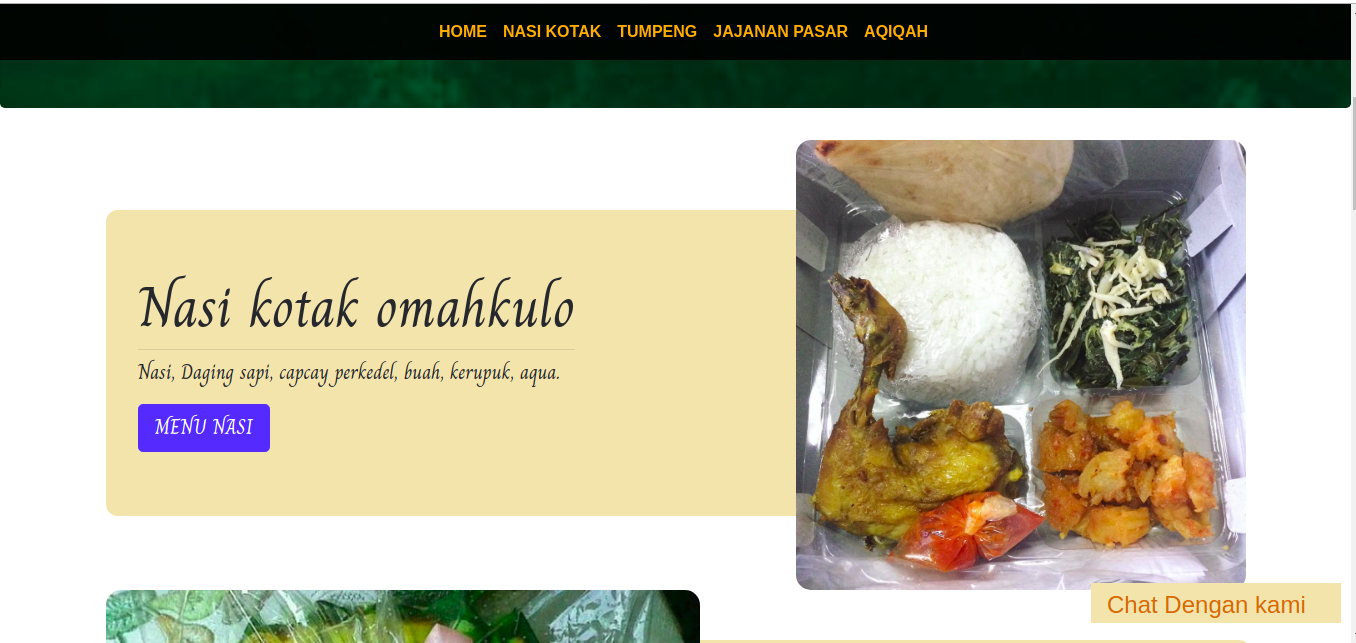 HOME NASI KOTAK TUMPENG JAJANAN PASAR AQIQAH
Nasi kotak omahkulo
Nasi, Daging sapi, capcay perkedel, buah, kerupuk, aqua.
MENU NASI
Chat Dengan kami